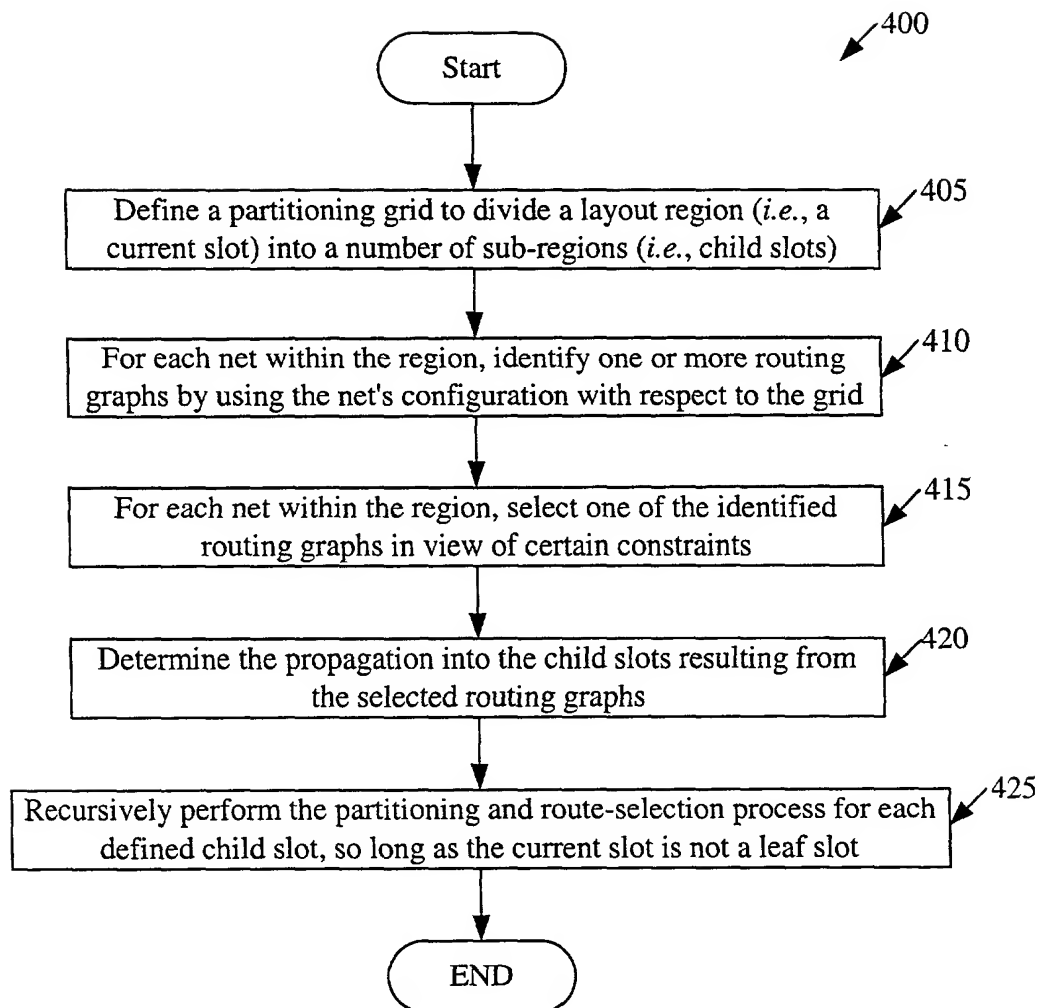 400
Start
405
Define a partitioning grid to divide a layout region (i.e., a
current slot) into a number of sub-regions (i.e., child slots)
410
For each net within the region, identify one or more routing
graphs by using the net's configuration with respect to the grid
415
For each net within the region, select one of the identified
routing graphs in view of certain constraints
420
Determine the propagation into the child slots resulting from
the selected routing graphs
425
Recursively perform the partitioning and route-selection process for each
defined child slot, so long as the current slot is not a leaf slot
END